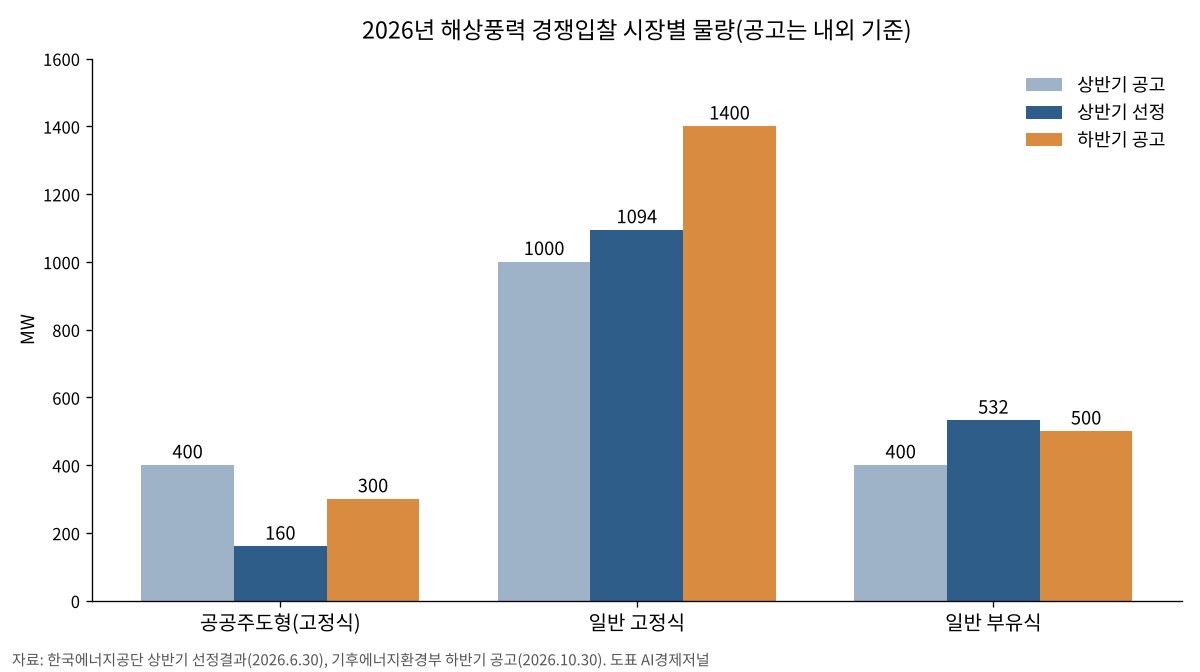 2026년 해상풍력 경쟁입찰 시장별 물량(공고는 내외 기준)
상반기 공고
상반기 선정
하반기 공고
MW
1600
1400
1200
1000
800
600
400
200
0
400
160
300
1000
1094
1400
400
532
500
공공주도형(고정식)
일반 고정식
일반 부유식
자료: 한국에너지공단 상반기 선정결과(2026.6.30), 기후에너지환경부 하반기 공고(2026.10.30). 도표 AI경제저널